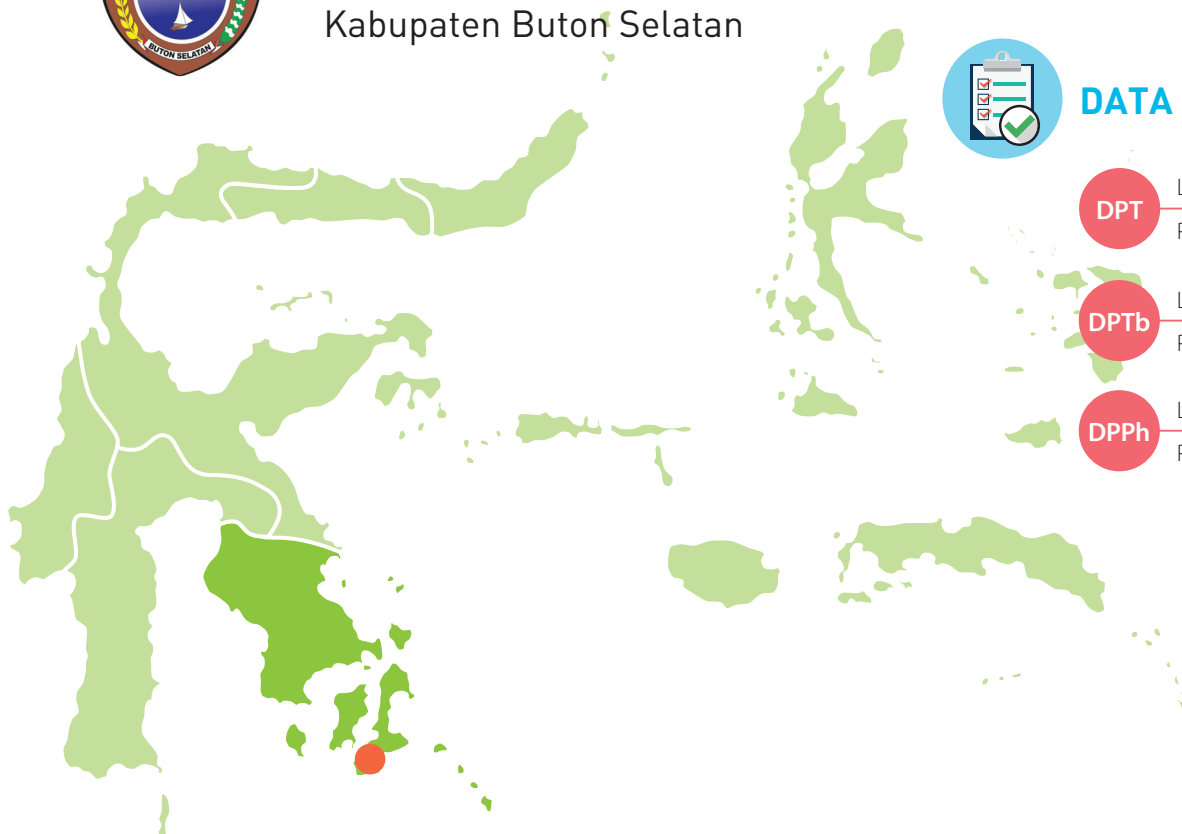 BUTON SELATAN
Kabupaten Buton Selatan
DATA
DPT
L
P
DPTb
L
P
DPPh
L
P